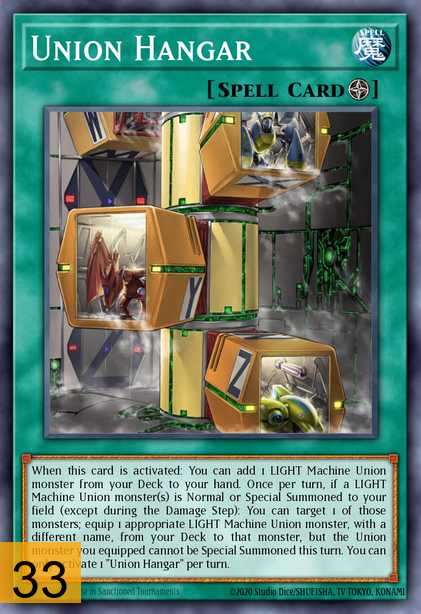 UNION HANGAR
SPELL
魔
[SPELL CARD]
W
X
Y
Z
When this card is activated: You can add 1 LIGHT Machine Union
monster from your Deck to your hand. Once per turn, if a LIGHT
Machine Union monster(s) is Normal or Special Summoned to your
field (except during the Damage Step): You can target 1 of those
monsters; equip 1 appropriate LIGHT Machine Union monster, with a
different name, from your Deck to that monster, but the Union
monster you equipped cannot be Special Summoned this turn. You can
1 "Union Hangar" per turn.
33
in Sanctioned Tournaments
©2020 Studio Dice/SHUEISHA, TV TOKYO, KONAMI